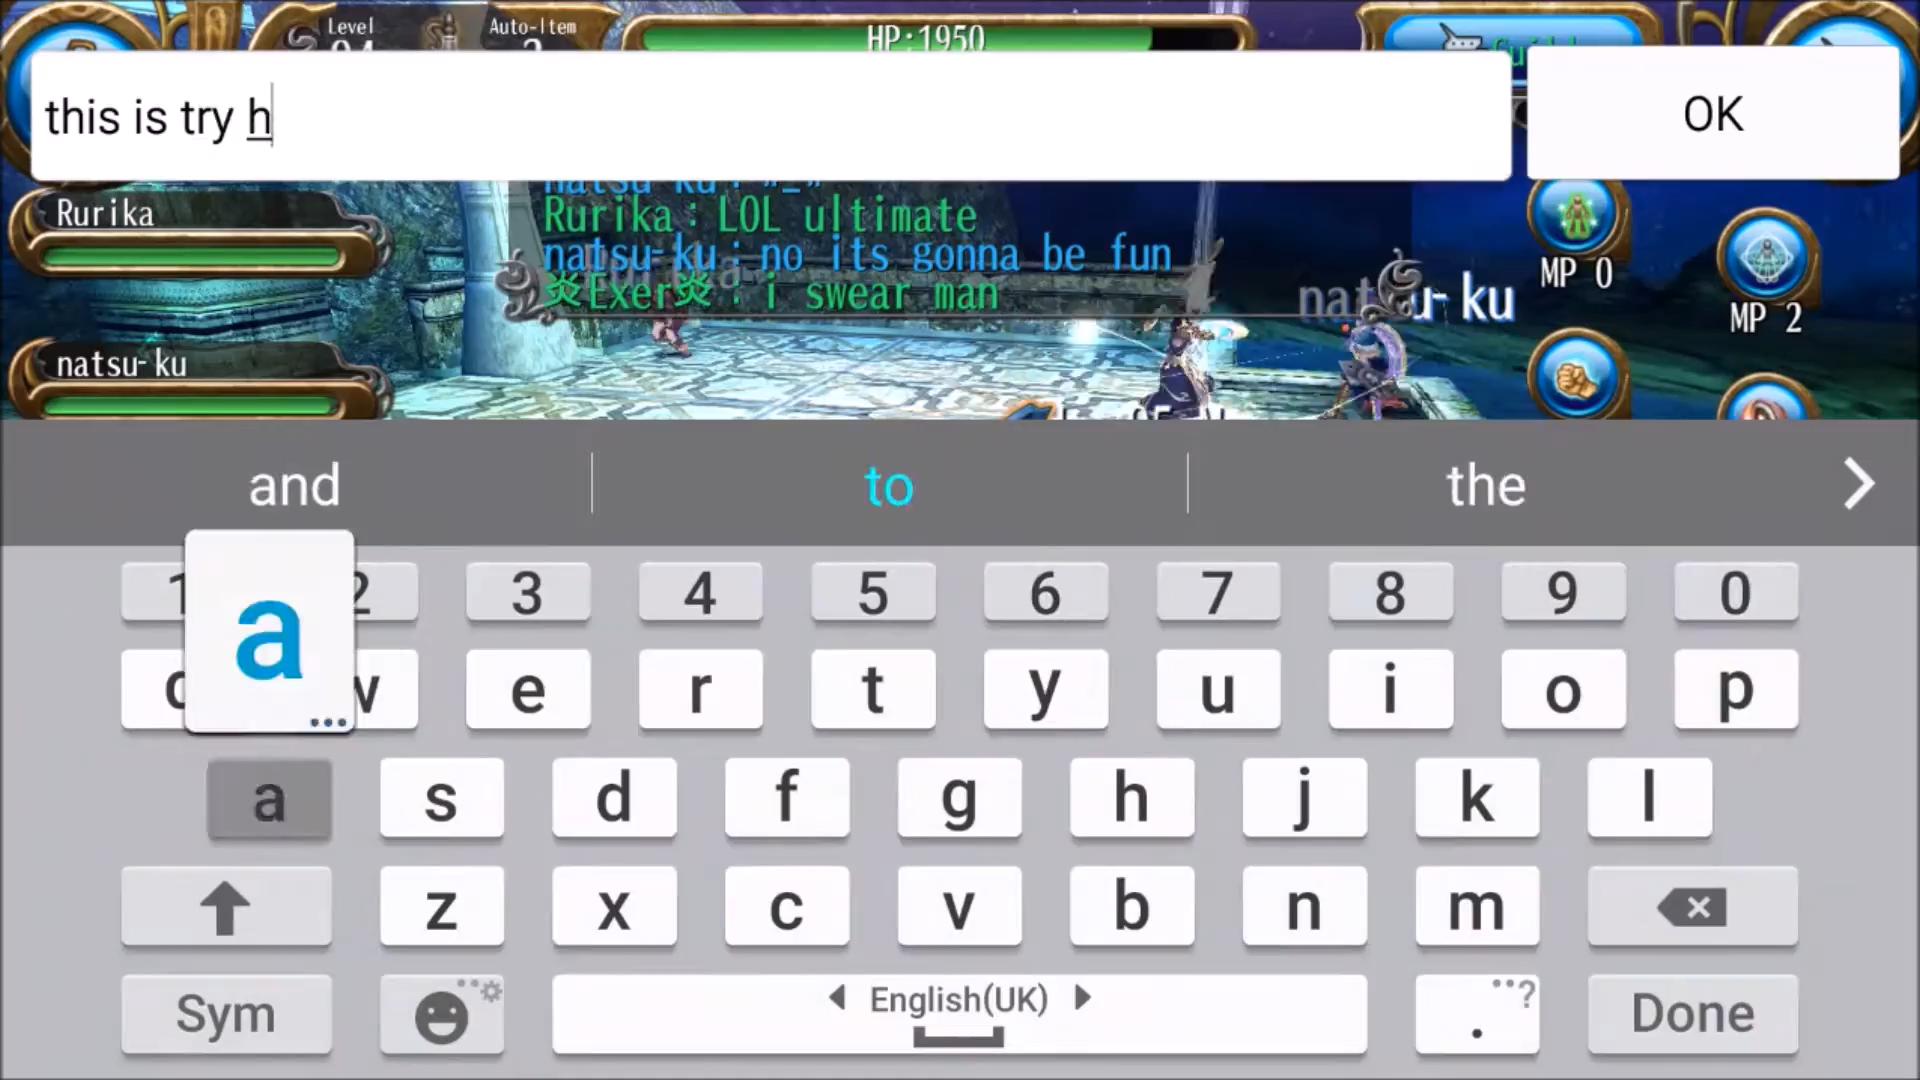 Level
Auto-Item
HP:1950
this is try h
OK
Rurika
Rurika : LOL ultimate
natsu-ku : no its gonna be fun
炎Exer炎 : i swear man
natsu-ku
MP 0
MP 2
natsu-ku
and
to
the
1 2 3 4 5 6 7 8 9 0
a
q w e r t y u i o p
a s d f g h j k l
z x c v b n m
Sym
English(UK)
. ?
Done